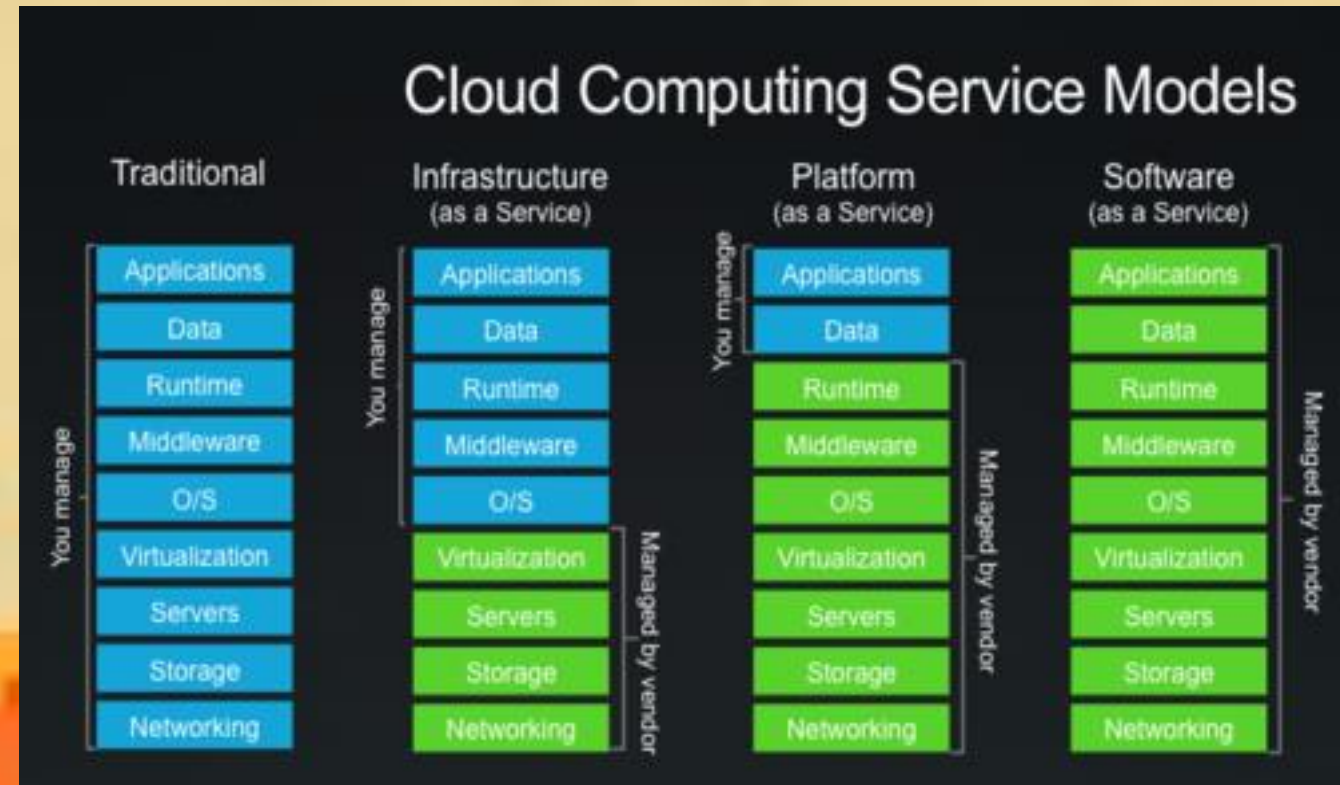 Cloud Computing Service Models
Traditional
You manage
Applications
Data
Runtime
Middleware
O/S
Virtualization
Servers
Storage
Networking
Infrastructure
(as a Service)
You manage
Applications
Data
Runtime
Middleware
O/S
Virtualization
Servers
Storage
Networking
Managed by vendor
Platform
(as a Service)
You manage
Applications
Data
Runtime
Middleware
O/S
Virtualization
Servers
Storage
Networking
Managed by vendor
Software
(as a Service)
Applications
Data
Runtime
Middleware
O/S
Virtualization
Servers
Storage
Networking
Managed by vendor